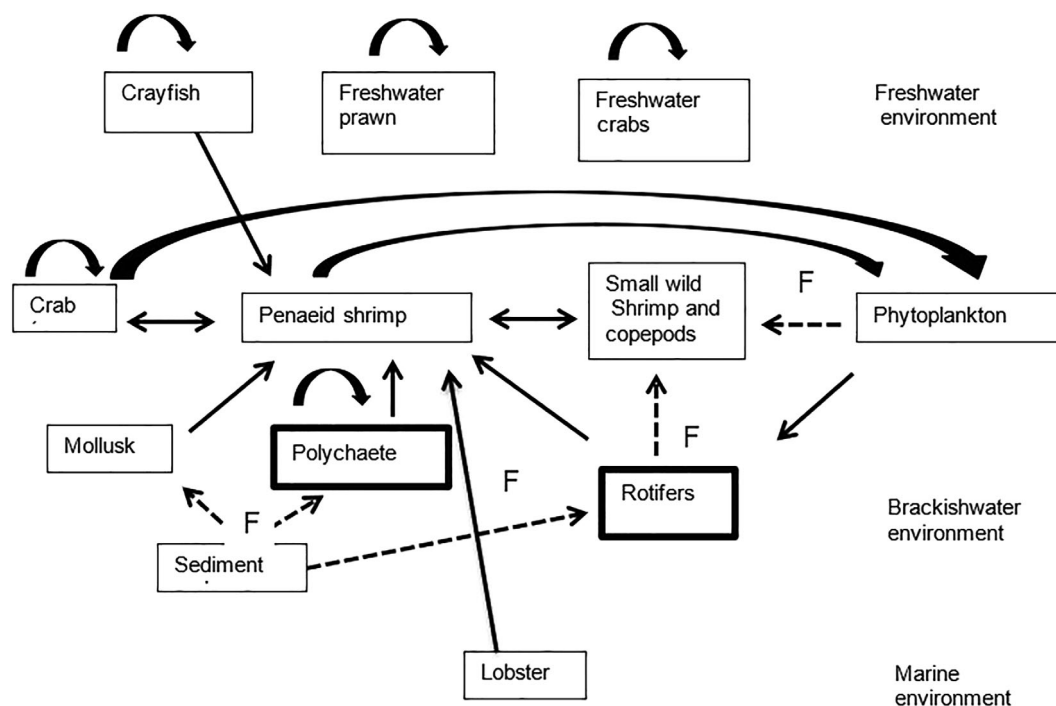 Crayfish
Freshwater
prawn
Freshwater
crabs
Freshwater
environment
Crab
Penaeid shrimp
Small wild
Shrimp and
copepods
F
Phytoplankton
Mollusk
Polychaete
F
F
Rotifers
F
Sediment
Brackishwater
environment
Lobster
Marine
environment